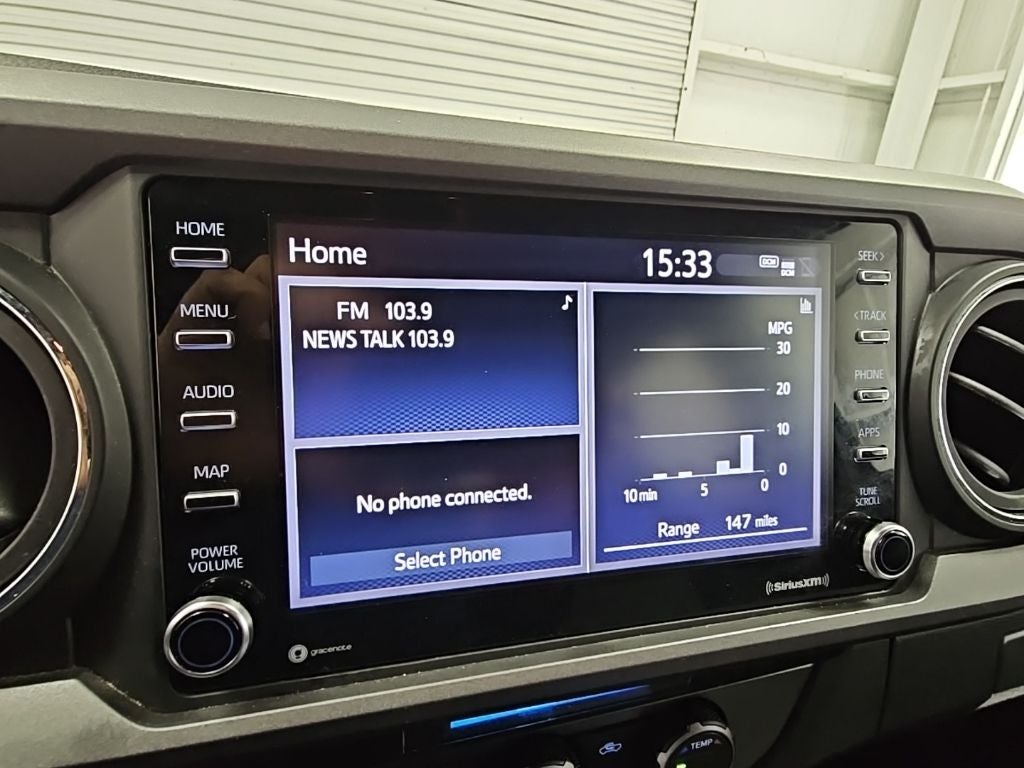 HOME
MENU
AUDIO
MAP
POWER
VOLUME
Home
15:33
DCM
DCM
FM 103.9
NEWS TALK 103.9
No phone connected.
Select Phone
MPG
30
20
10
0
10 min 5 0
Range 147 miles
SEEK >
< TRACK
PHONE
APPS
TUNE
SCROLL
((SiriusXM))
gracenote
TEMP